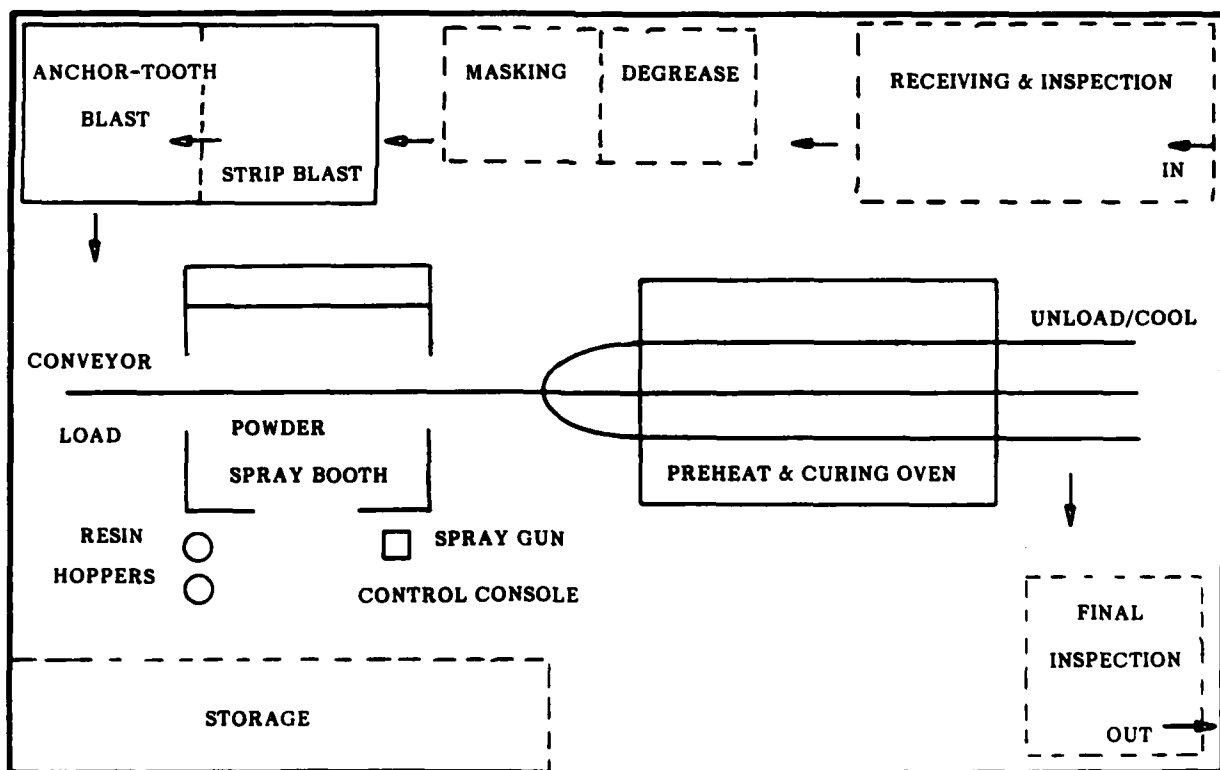 ANCHOR-TOOTH
BLAST
STRIP BLAST
MASKING
DEGREASE
RECEIVING & INSPECTION
IN
CONVEYOR
LOAD
POWDER
SPRAY BOOTH
UNLOAD/COOL
PREHEAT & CURING OVEN
RESIN
HOPPERS
SPRAY GUN
CONTROL CONSOLE
FINAL
INSPECTION
OUT
STORAGE